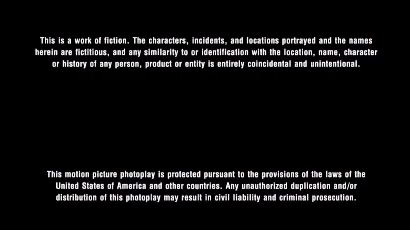 This is a work of fiction. The characters, incidents, and locations portrayed and the names
herein are fictitious, and any similarity to or identification with the location, name, character
or history of any person, product or entity is entirely coincidental and unintentional.
This motion picture photoplay is protected pursuant to the provisions of the laws of the
United States of America and other countries. Any unauthorized duplication and/or
distribution of this photoplay may result in civil liability and criminal prosecution.